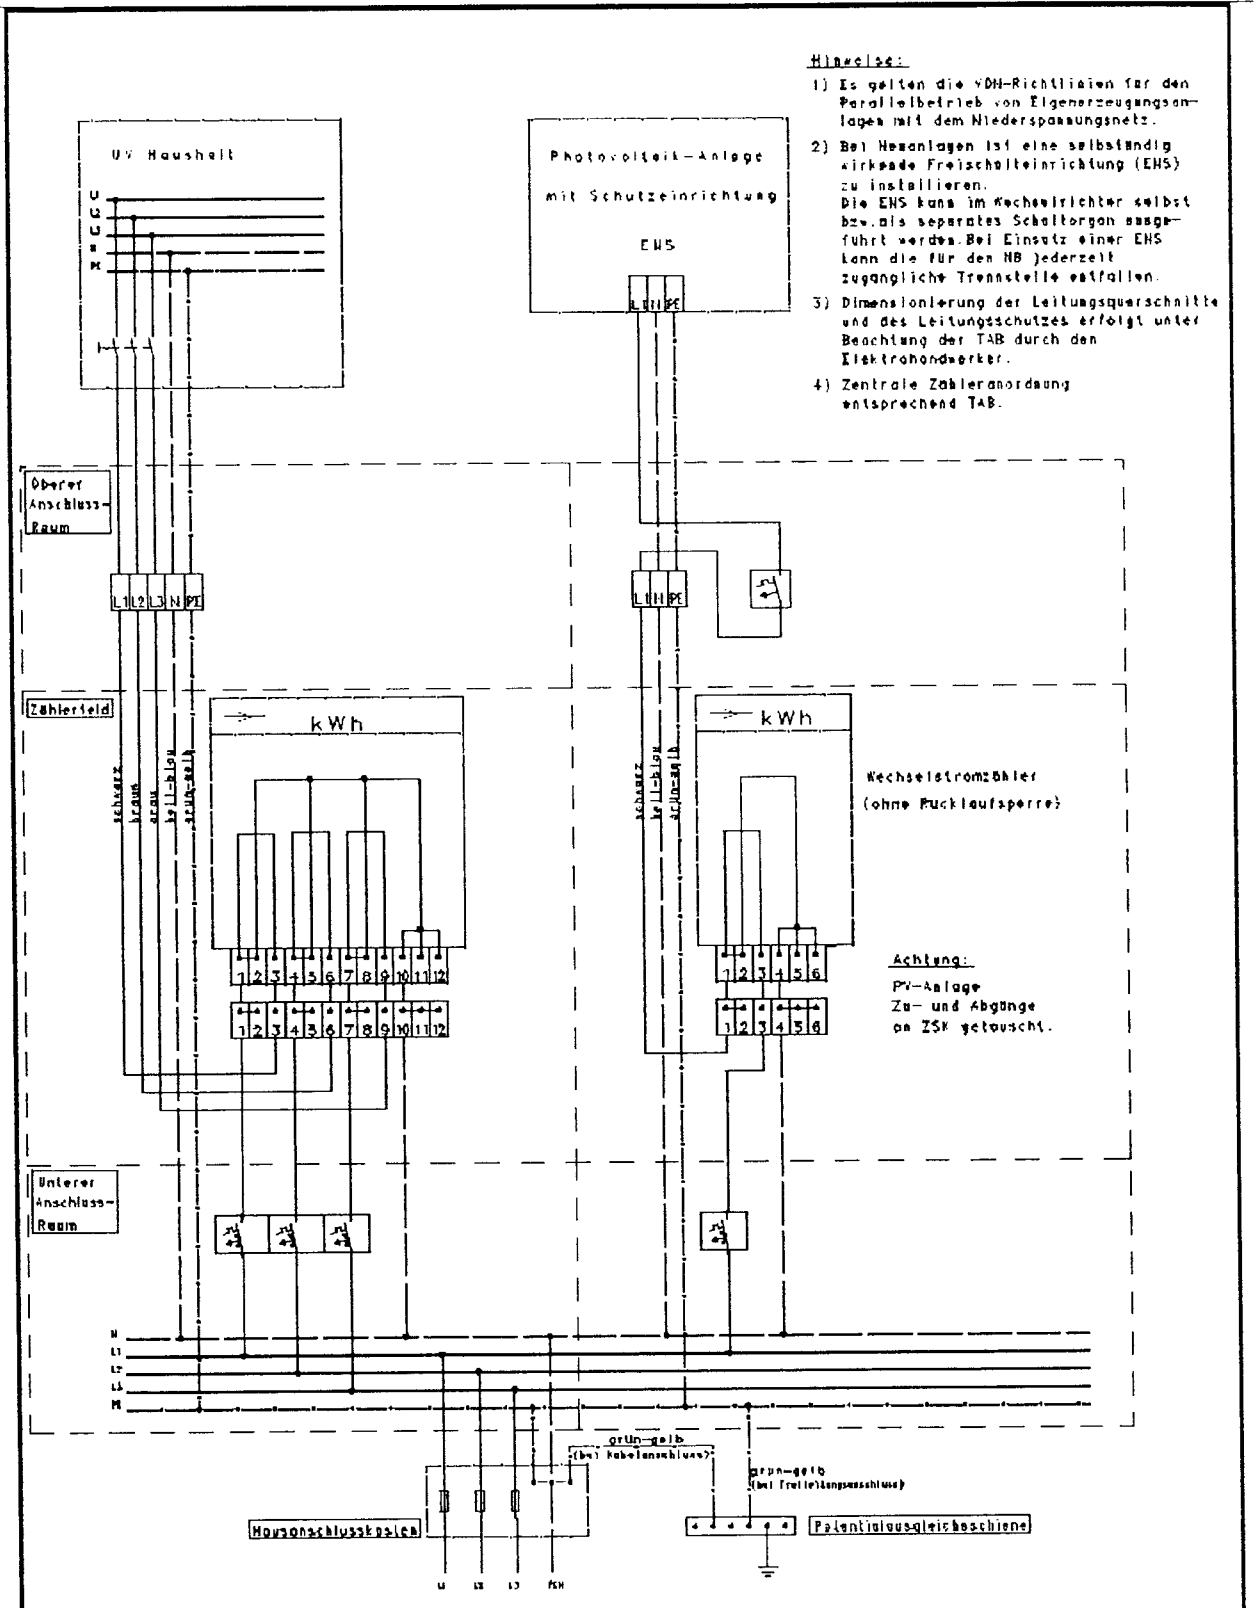 Hinweise:
1) Es gelten die VDN-Richtlinien für den
Parallelbetrieb von Eigenerzeugungsan-
lagen mit dem Niederspannungsnetz.
2) Bei Neuanlagen ist eine selbständig
wirkende Freischalteinrichtung (ENS)
zu installieren.
Die ENS kann im Wechselrichter selbst
bzw. als separates Schaltorgan ausge-
führt werden. Bei Einsatz einer ENS
kann die für den NB jederzeit
zugängliche Trennstelle entfallen.
3) Dimensionierung der Leitungsquerschnitte
und des Leitungsschutzes erfolgt unter
Beachtung der TAB durch den
Elektrohandwerker.
4) Zentrale Zähleranordnung
entsprechend TAB.
UV Haushalt
Photovoltaik-Anlage
mit Schutzeinrichtung
ENS
L1 N PE
Oberer
Anschluss-
Raum
L1 L2 L3 N PE
L1 N PE
Zählerfeld
kWh
kWh
schwarz
braun
grau
hell-blau
grün-gelb
schwarz
hell-blau
grün-gelb
Wechselstromzähler
(ohne Rücklaufsperre)
1 2 3 4 5 6 7 8 9 10 11 12
1 2 3 4 5 6 7 8 9 10 11 12
1 2 3 4 5 6
1 2 3 4 5 6
Achtung:
PV-Anlage
Zu- und Abgänge
an ZSK getauscht.
Unterer
Anschluss-
Raum
N
L1
L2
L3
PE
grün-gelb
(bei Kabelanschluss)
grün-gelb
(bei Freileitungsanschluss)
Hausanschlusskasten
Potentialausgleichsschiene
L1 L2 L3 PEN